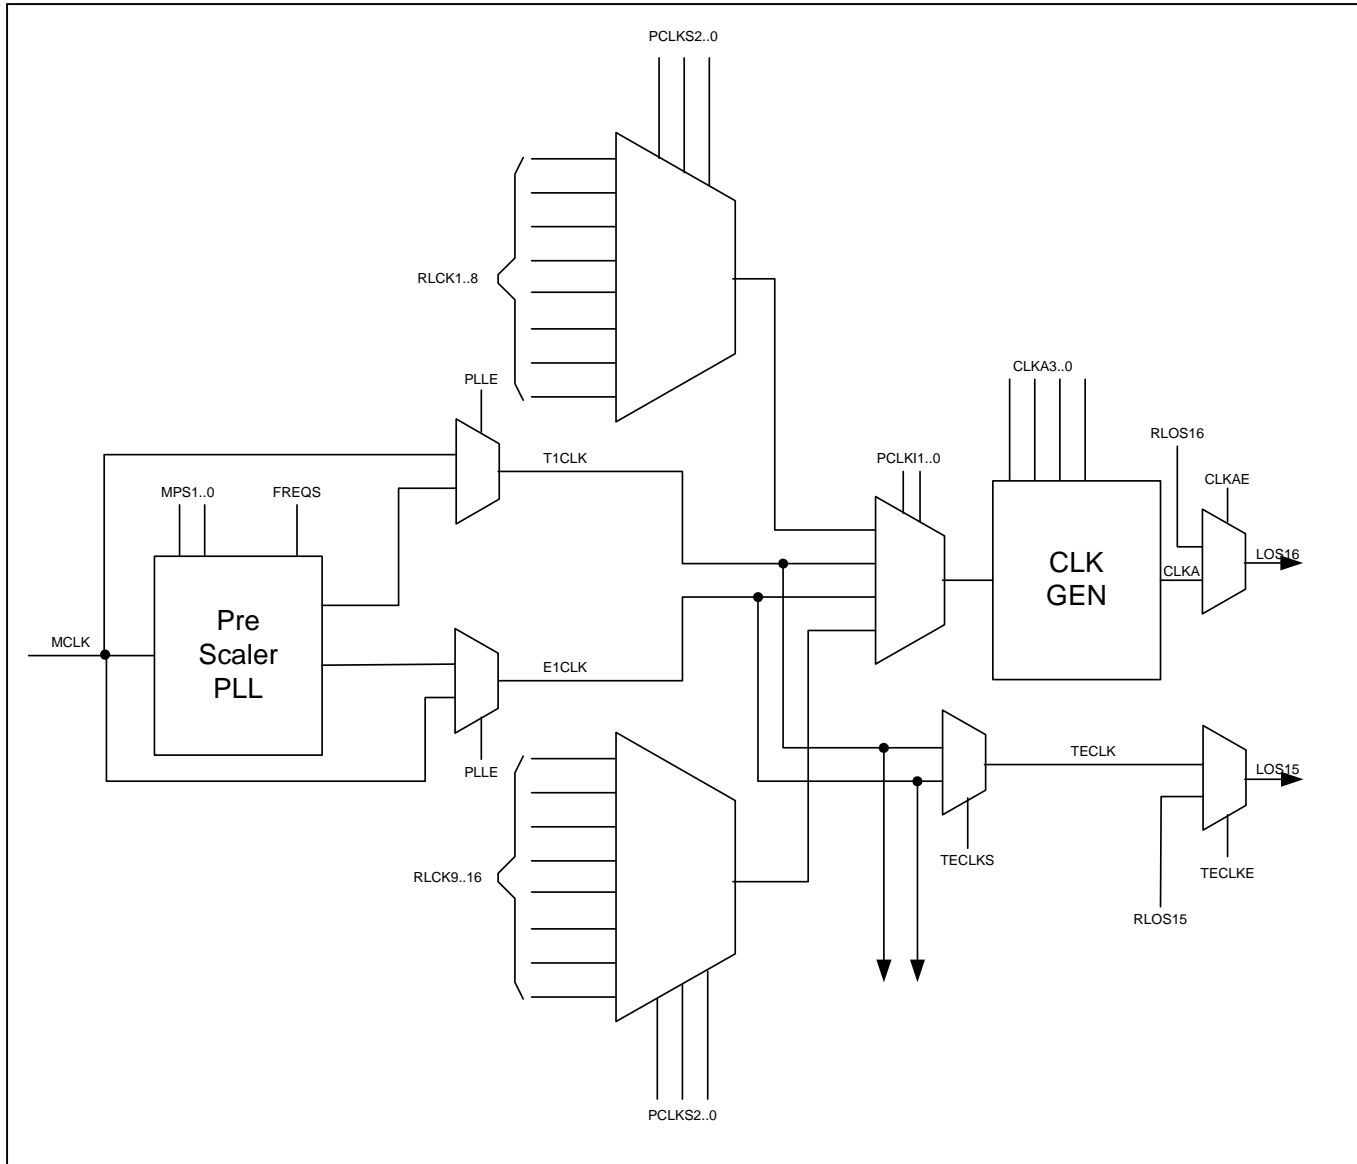 PCLKS2..0
RLCK1..8
PLLE
CLKA3..0
RLOS16
T1CLK
PCLKI1..0
CLKAE
MPS1..0
FREQS
CLK
GEN
LOS16
CLKA
Pre
Scaler
PLL
MCLK
E1CLK
TECLK
LOS15
PLLE
RLCK9..16
TECLKS
TECLKE
RLOS15
PCLKS2..0